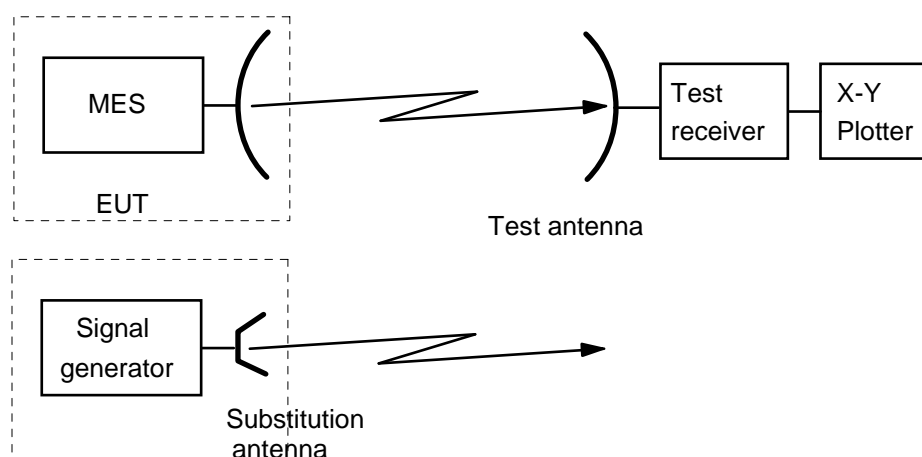 MES
EUT
Test
receiver
X-Y
Plotter
Test antenna
Signal
generator
Substitution
antenna